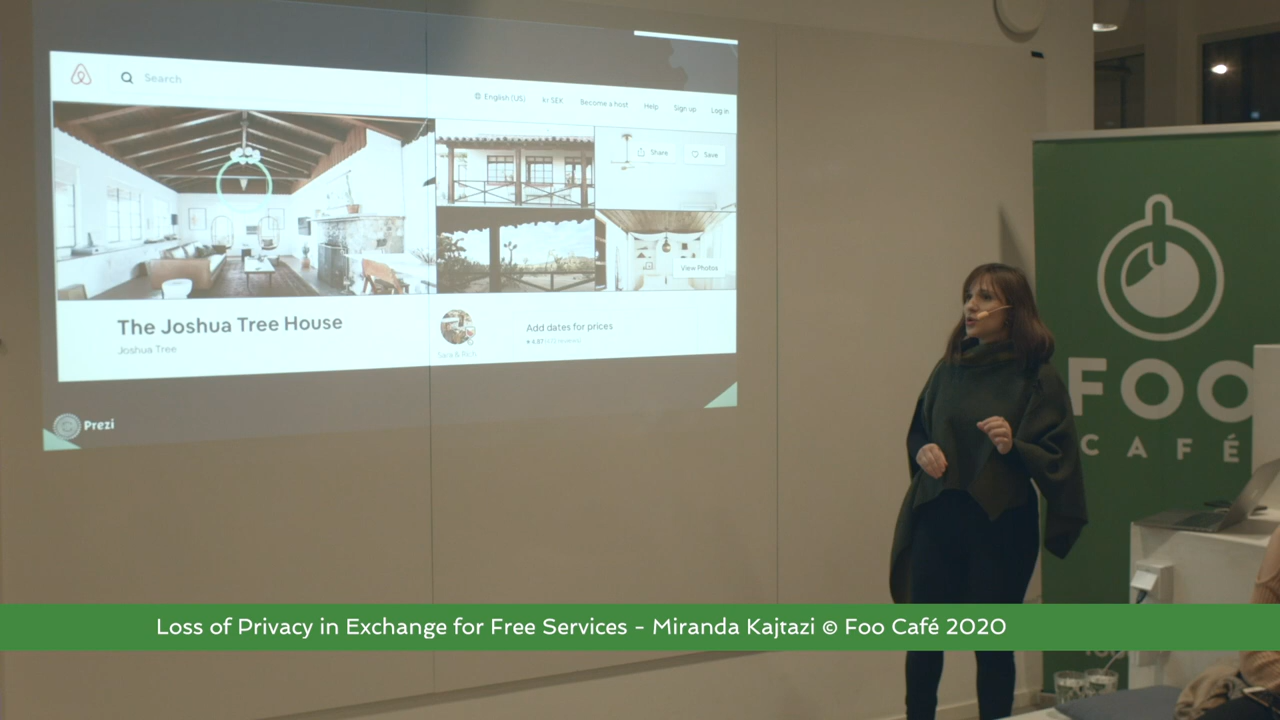 Search
English (US)
kr SEK
Become a host
Help
Sign up
Log in
Share
Save
View Photos
The Joshua Tree House
Joshua Tree
Add dates for prices
4.87
Prezi
FOO
CAFÉ
Loss of Privacy in Exchange for Free Services - Miranda Kajtazi © Foo Café 2020